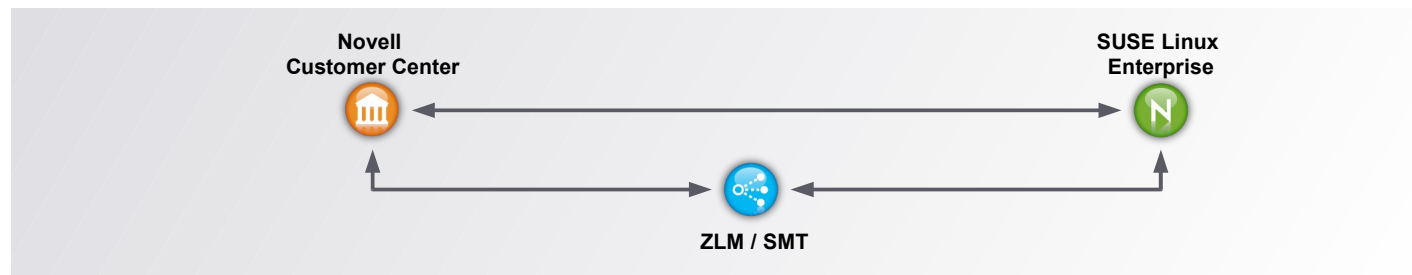 Novell
Customer Center
SUSE Linux
Enterprise
N
ZLM / SMT